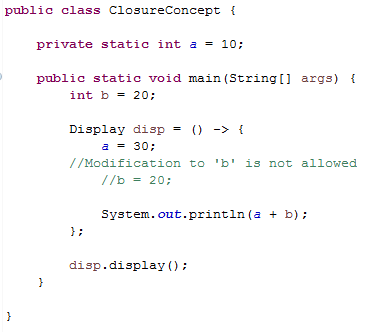 public class ClosureConcept {
private static int a = 10;
public static void main(String[] args) {
int b = 20;
Display disp = () -> {
a = 30;
//Modification to 'b' is not allowed
//b = 20;
System.out.println(a + b);
};
disp.display();
}
}